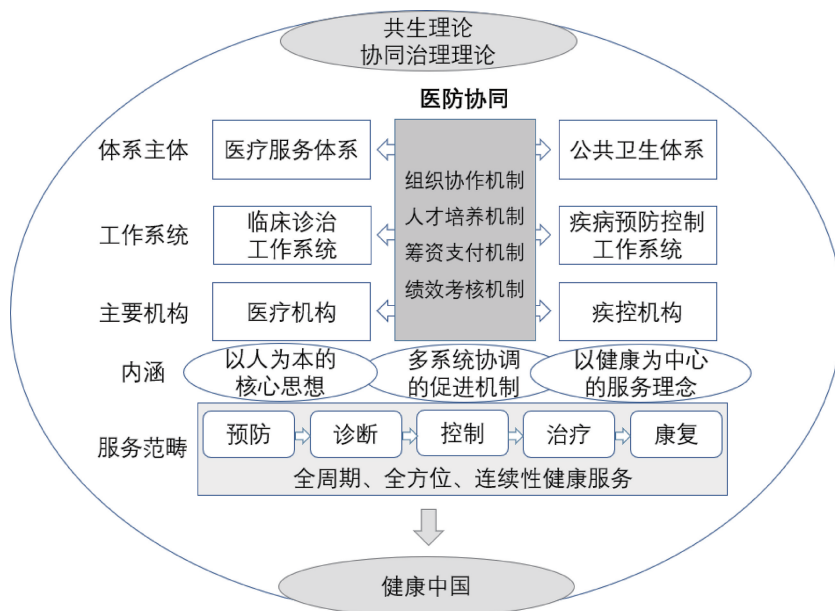 共生理论
协同治理理论
医防协同
体系主体
医疗服务体系
公共卫生体系
组织协作机制
人才培养机制
筹资支付机制
绩效考核机制
工作系统
临床诊治
工作系统
疾病预防控制
工作系统
主要机构
医疗机构
疾控机构
内涵
以人为本的
核心思想
多系统协调
的促进机制
以健康为中心
的服务理念
服务范畴
预防
诊断
控制
治疗
康复
全周期、全方位、连续性健康服务
健康中国